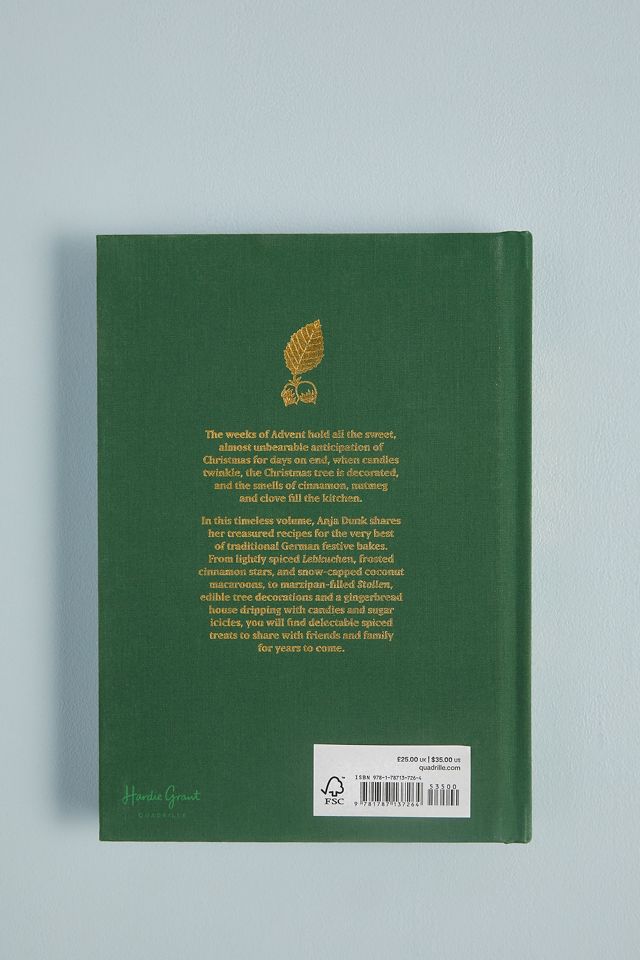 The weeks of Advent hold all the sweet,
almost unbearable anticipation of
Christmas for days on end, when candles
twinkle, the Christmas tree is decorated,
and the smells of cinnamon, nutmeg
and clove fill the kitchen.
In this timeless volume, Anja Dunk shares
her treasured recipes for the very best
of traditional German festive bakes.
From lightly spiced Lebkuchen, frosted
cinnamon stars, and snow-capped coconut
macaroons, to marzipan-filled Stollen,
edible tree decorations and a gingerbread
house dripping with candies and sugar
icicles, you will find delectable spiced
treats to share with friends and family
for years to come.
£25.00 UK | $35.00 US
quadrille.com
ISBN 978-1-78713-726-4
53500
FSC
9 781787 137264
Hardie Grant
QUADRILLE